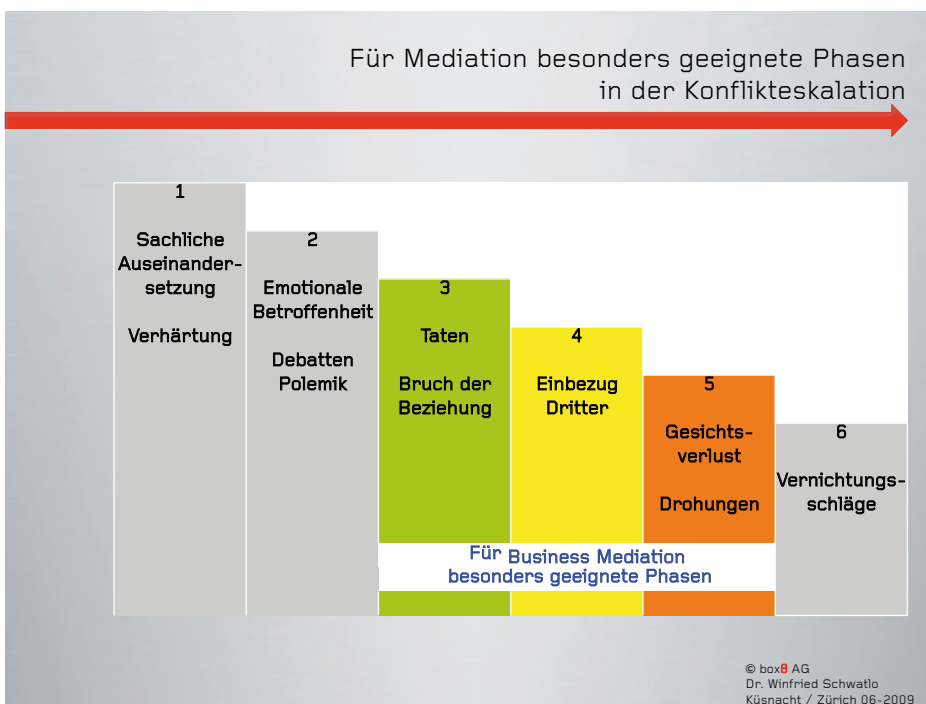 Für Mediation besonders geeignete Phasen
in der Konflikteskalation
1
Sachliche
Auseinander-
setzung
Verhärtung
2
Emotionale
Betroffenheit
Debatten
Polemik
3
Taten
Bruch der
Beziehung
4
Einbezug
Dritter
5
Gesichts-
verlust
Drohungen
6
Vernichtungs-
schläge
Für Business Mediation
besonders geeignete Phasen
© box8 AG
Dr. Winfried Schwatlo
Küsnacht / Zürich 06-2009